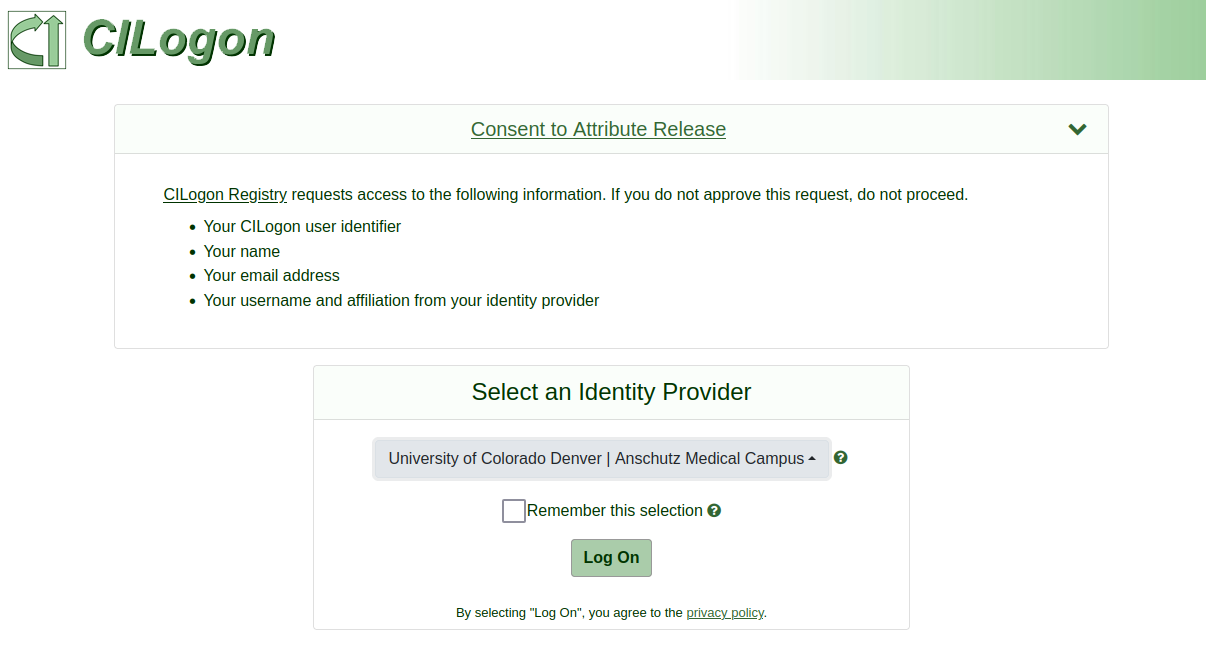 CILogon
Consent to Attribute Release
CILogon Registry requests access to the following information. If you do not approve this request, do not proceed.
• Your CILogon user identifier
• Your name
• Your email address
• Your username and affiliation from your identity provider
Select an Identity Provider
University of Colorado Denver | Anschutz Medical Campus
Remember this selection
Log On
By selecting "Log On", you agree to the privacy policy.